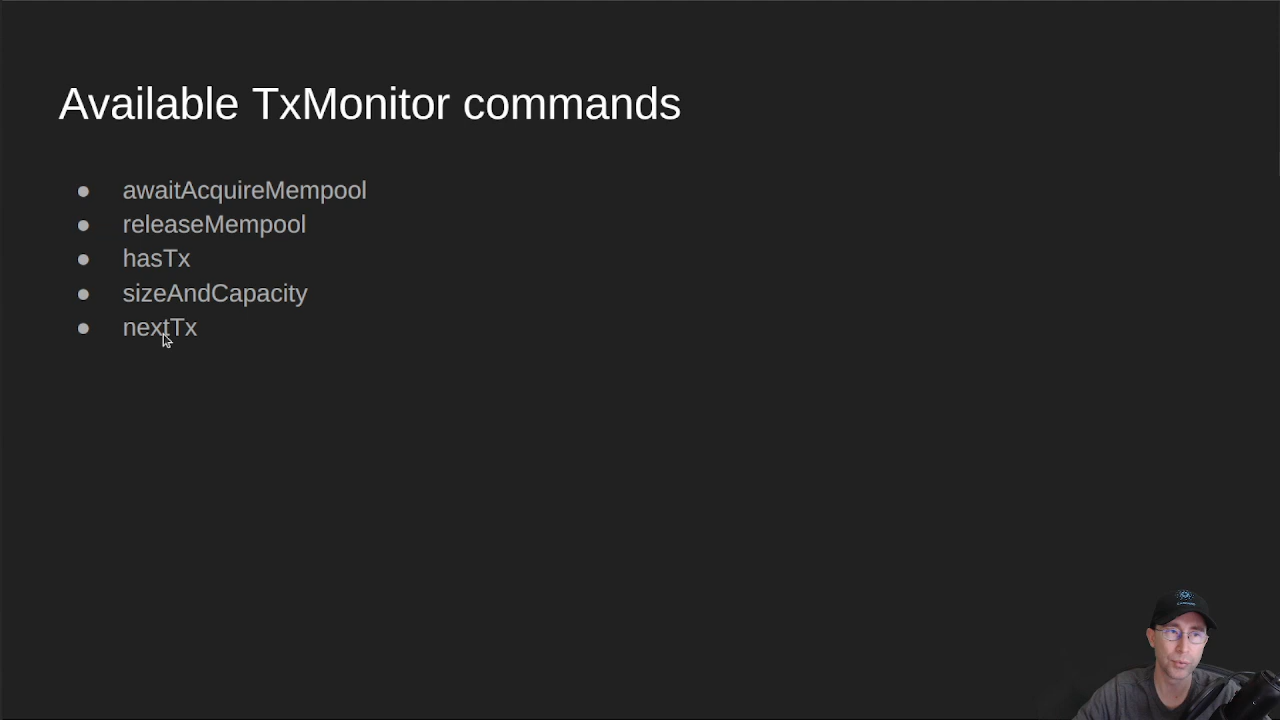 Available TxMonitor commands
● awaitAcquireMempool
● releaseMempool
● hasTx
● sizeAndCapacity
● nextTx